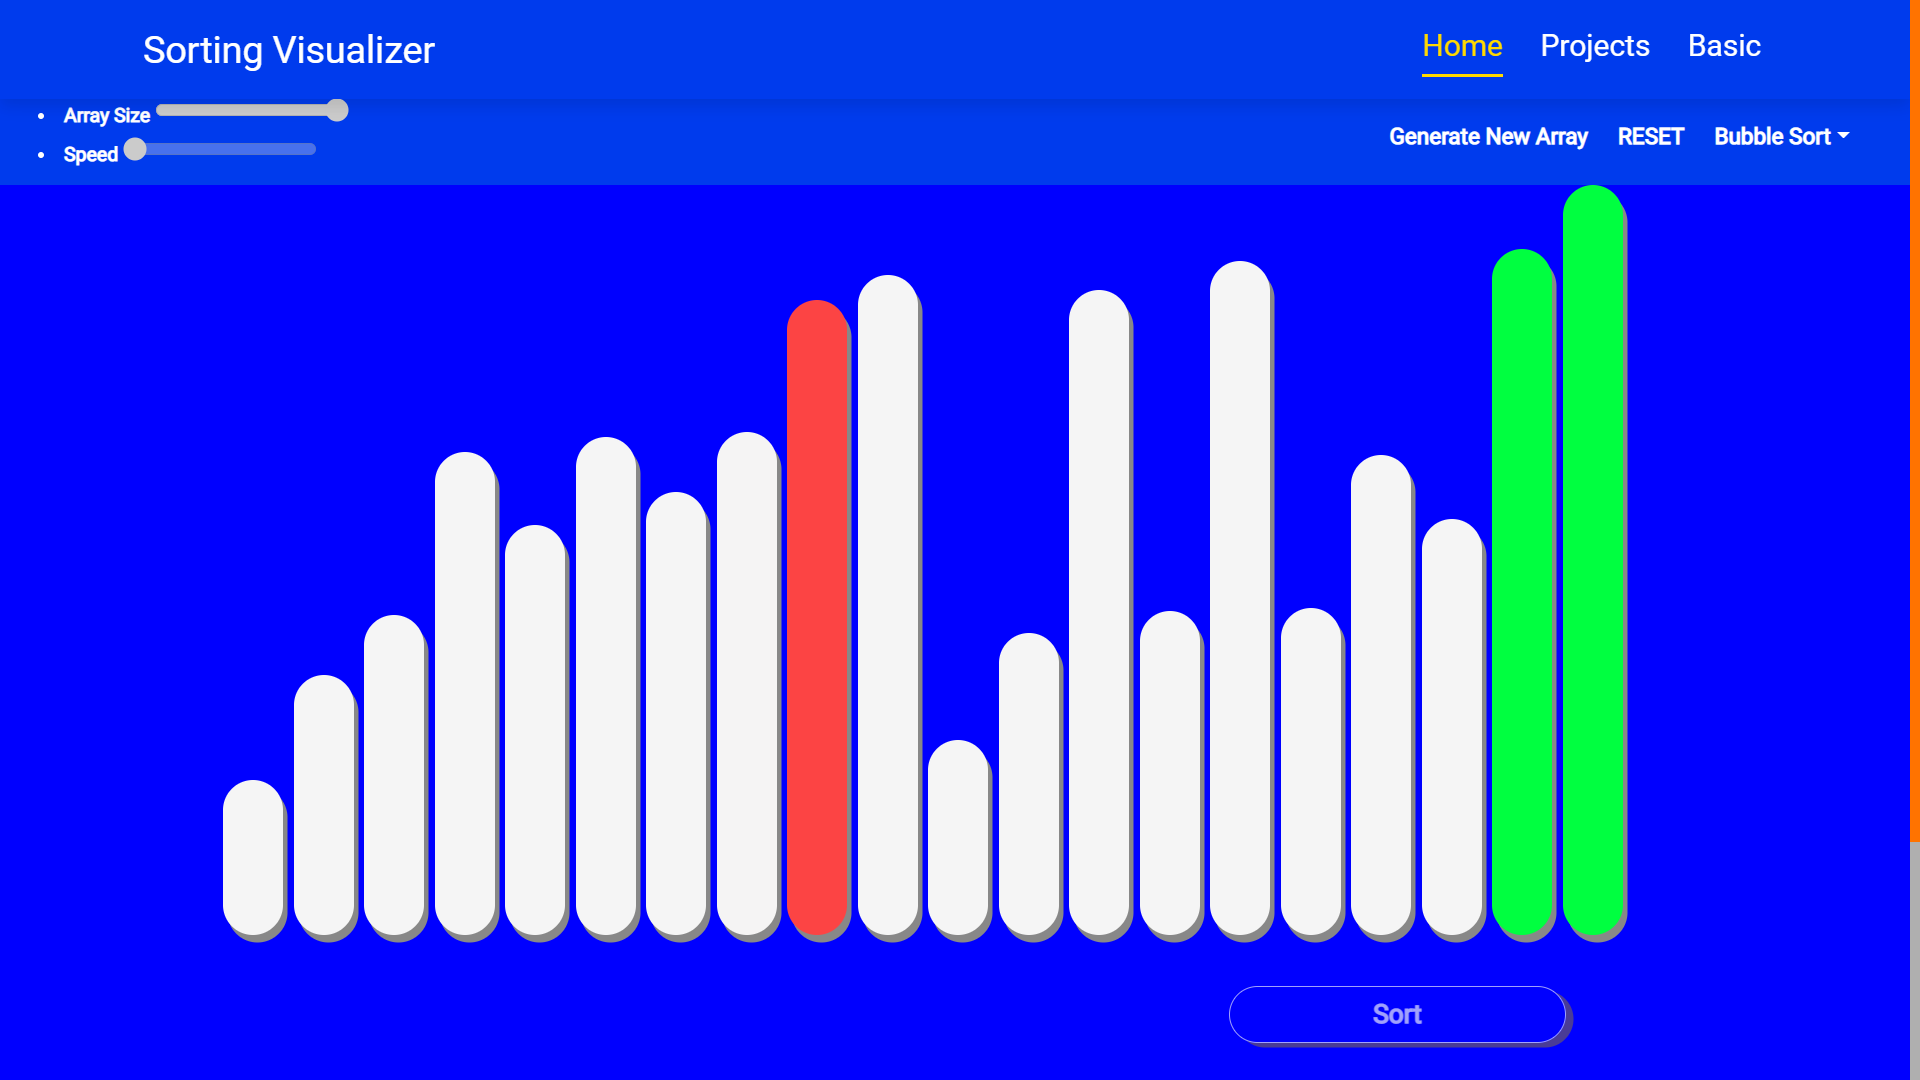 Sorting Visualizer
Home Projects Basic
Array Size
Speed
Generate New Array RESET Bubble Sort
Sort